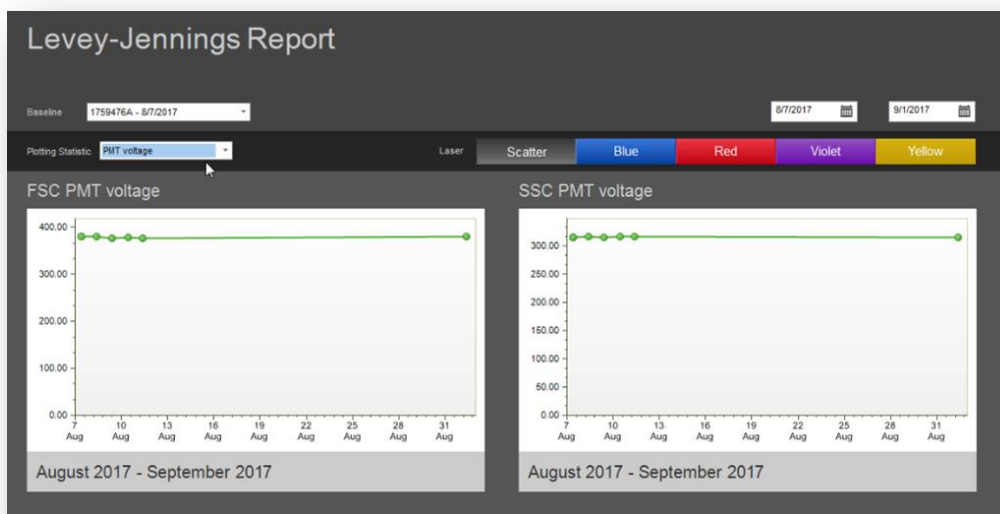 Levey-Jennings Report
Baseline 1759476A - 8/7/2017 8/7/2017 9/1/2017
Plotting Statistic PMT voltage Laser Scatter Blue Red Violet Yellow
FSC PMT voltage
400.00
300.00
200.00
100.00
0.00
7 10 13 16 19 22 25 28 31
Aug Aug Aug Aug Aug Aug Aug Aug Aug
August 2017 - September 2017
SSC PMT voltage
300.00
250.00
200.00
150.00
100.00
50.00
0.00
7 10 13 16 19 22 25 28 31
Aug Aug Aug Aug Aug Aug Aug Aug Aug
August 2017 - September 2017